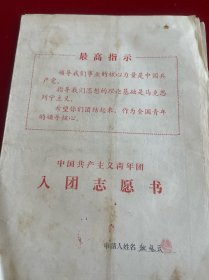 最高指示
领导我们事业的核心力量是中国共
产党。
指导我们思想的理论基础是马克思
列宁主义。
希望你们团结起来，作为全国青年
的领导核心。
中国共产主义青年团
入团志愿书
申请人姓名